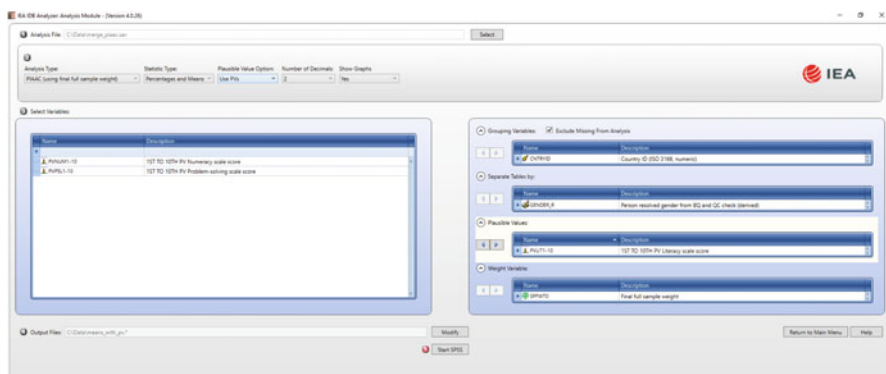 IEA IDB Analyzer Analysis Module - (Version 4.0.26)
Analysis File: C:\Data\merge_piaac.sav Select
Analysis Type: Statistic Type: Plausible Value Option: Number of Decimals: Show Graphs
PIAAC (using final full sample weight) Percentages and Means Use PVs 2 Yes
IEA
Select Variables:
Name Description
PVNUM1-10 1ST TO 10TH PV Numeracy scale score
PVPSL1-10 1ST TO 10TH PV Problem-solving scale score
Grouping Variables: Exclude Missing From Analysis
Name Description
CNTRYID Country ID (ISO 3166, numeric)
Separate Tables by:
Name Description
GENDER_R Person resolved gender from BQ and QC check (derived)
Plausible Values:
Name Description
PVLIT1-10 1ST TO 10TH PV Literacy scale score
Weight Variable:
Name Description
SPFWT0 Final full sample weight
Output Files: C:\Data\means_with_pv.* Modify Return to Main Menu Help
Start SPSS